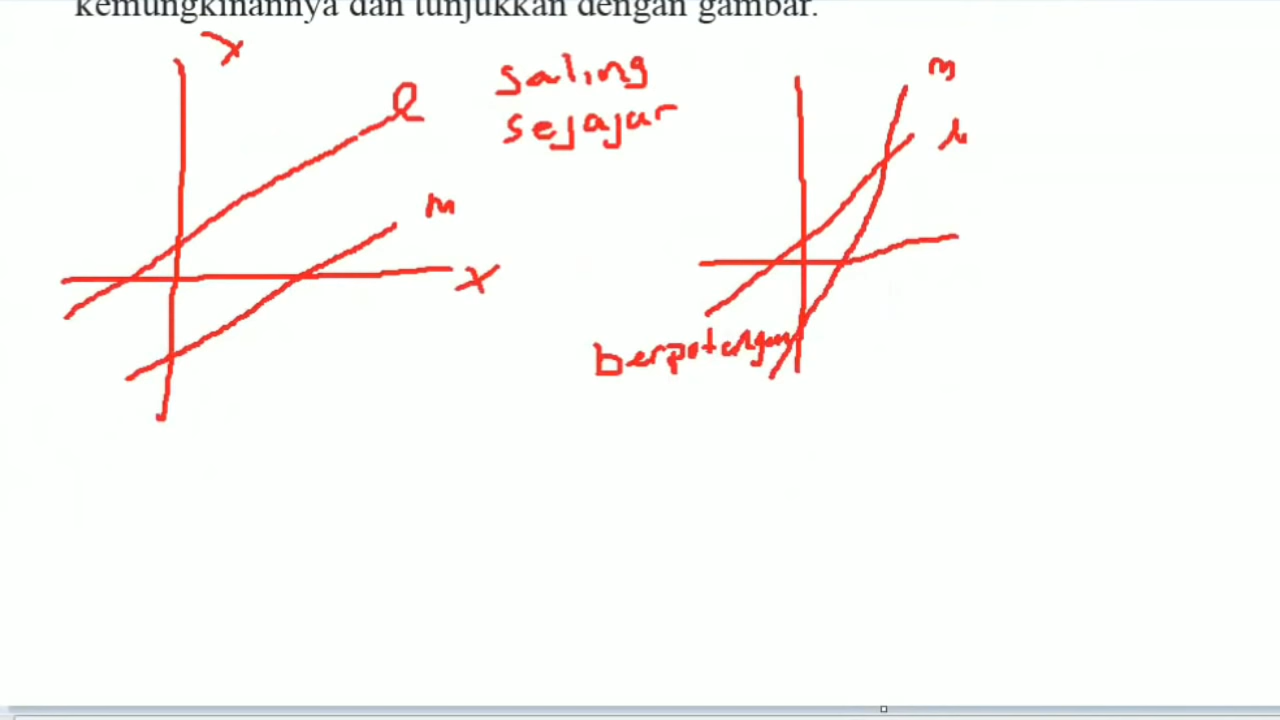 kemungkinannya dan tunjukkan dengan gambar.
y
l
saling
sejajar
m
x
m
l
berpotongan